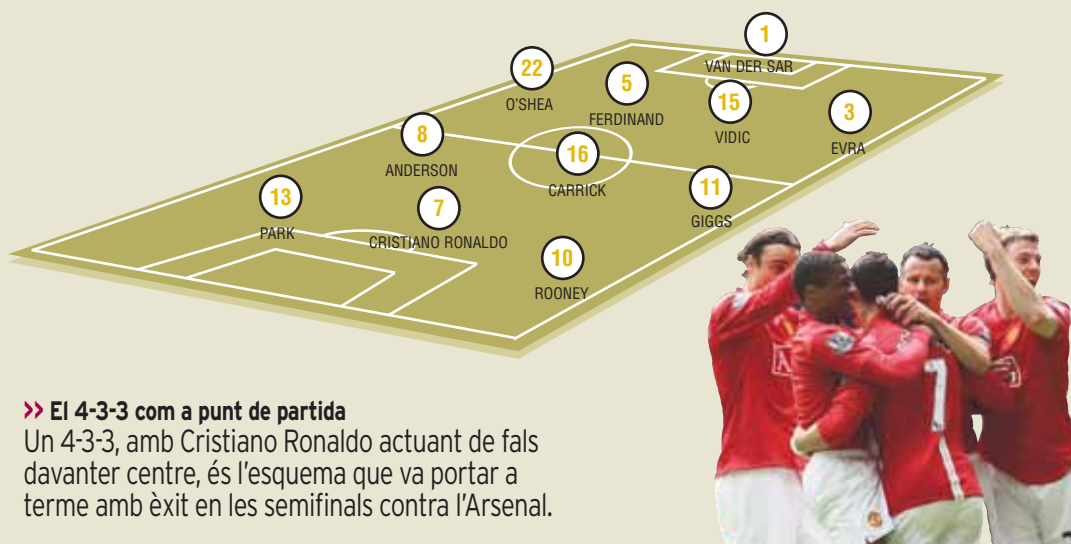 1
VAN DER SAR
22
O'SHEA
5
FERDINAND
15
VIDIC
3
EVRA
8
ANDERSON
16
CARRICK
11
GIGGS
13
PARK
7
CRISTIANO RONALDO
10
ROONEY
7
>> El 4-3-3 com a punt de partida
Un 4-3-3, amb Cristiano Ronaldo actuant de fals
davanter centre, és l'esquema que va portar a
terme amb èxit en les semifinals contra l'Arsenal.